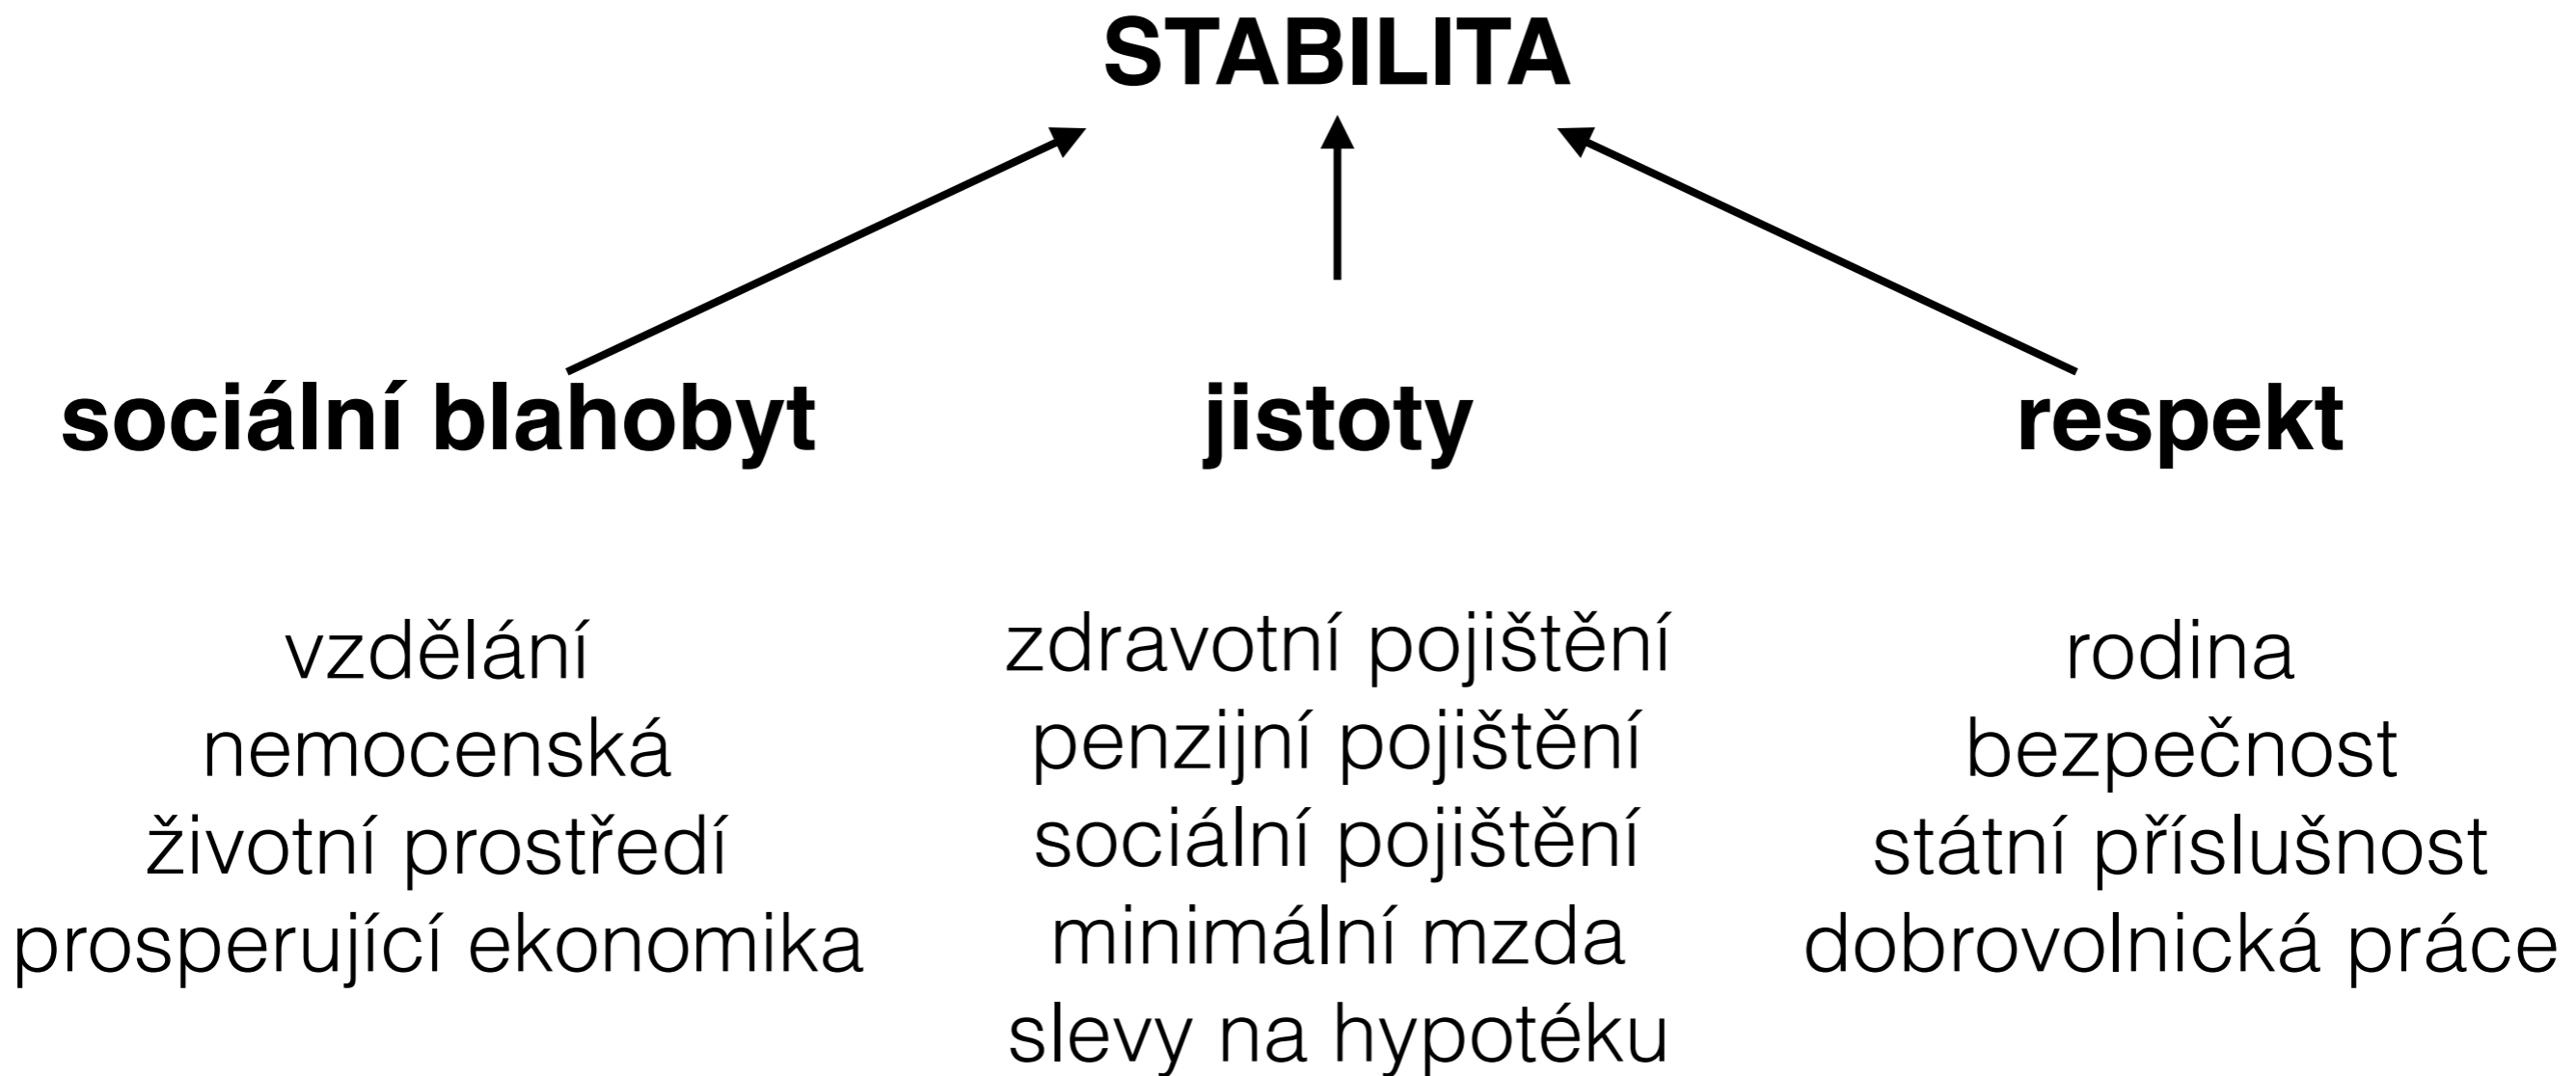 STABILITA
sociální blahobyt
vzdělání
nemocenská
životní prostředí
prosperující ekonomika
jistoty
zdravotní pojištění
penzijní pojištění
sociální pojištění
minimální mzda
slevy na hypotéku
respekt
rodina
bezpečnost
státní příslušnost
dobrovolnická práce